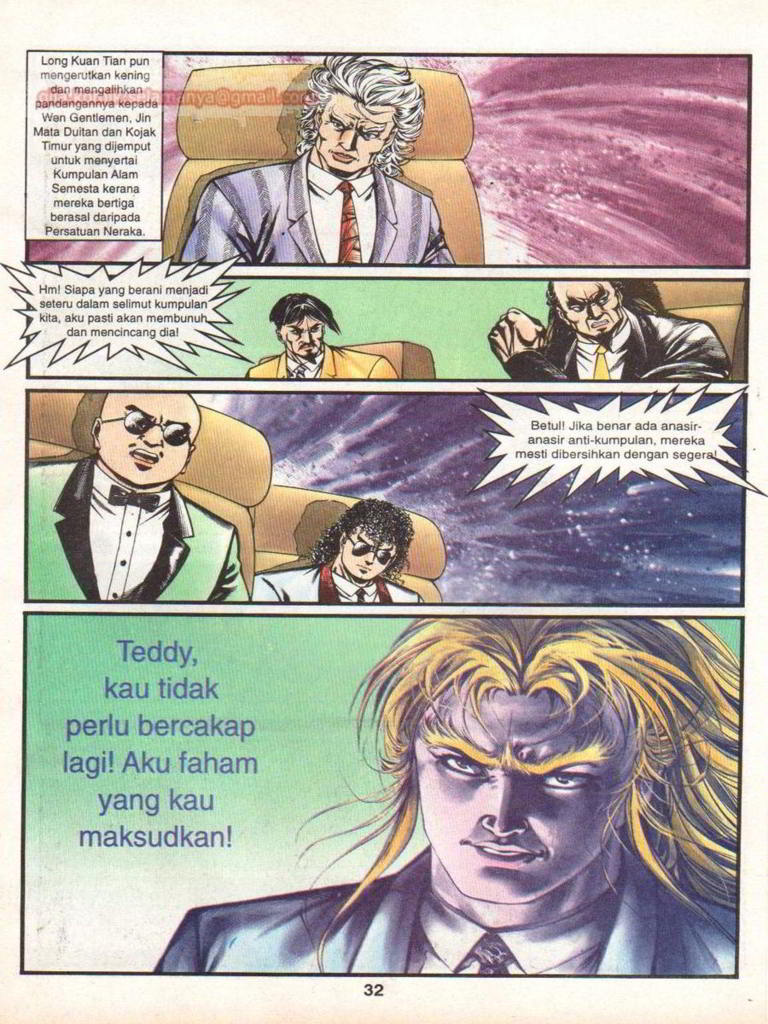 Long Kuan Tian pun
mengerutkan kening
dan mengalihkan
pandangannya kepada
Wen Gentlemen, Jin
Mata Duitan dan Kojak
Timur yang dijemput
untuk menyertai
Kumpulan Alam
Semesta kerana
mereka bertiga
berasal daripada
Persatuan Neraka.
Hm! Siapa yang berani menjadi
seteru dalam selimut kumpulan
kita, aku pasti akan membunuh
dan mencincang dia!
Betul! Jika benar ada anasir-
anasir anti-kumpulan, mereka
mesti dibersihkan dengan segera!
Teddy,
kau tidak
perlu bercakap
lagi! Aku faham
yang kau
maksudkan!
32